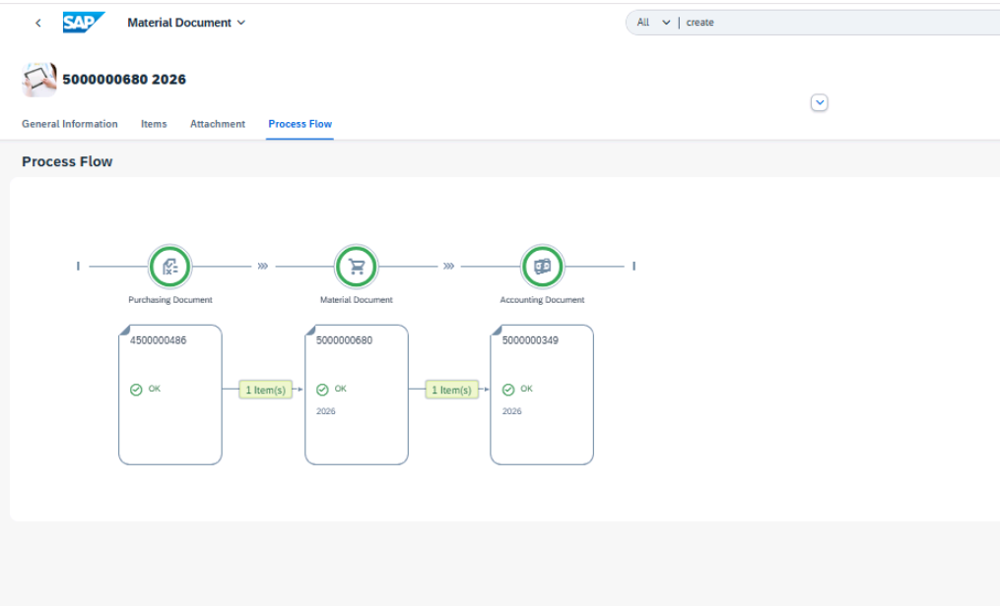 SAP Material Document
All | create
5000000680 2026
General Information Items Attachment Process Flow
Process Flow
Purchasing Document Material Document Accounting Document
4500000486 5000000680 5000000349
OK 1 Item(s) OK 1 Item(s) OK
2026 2026